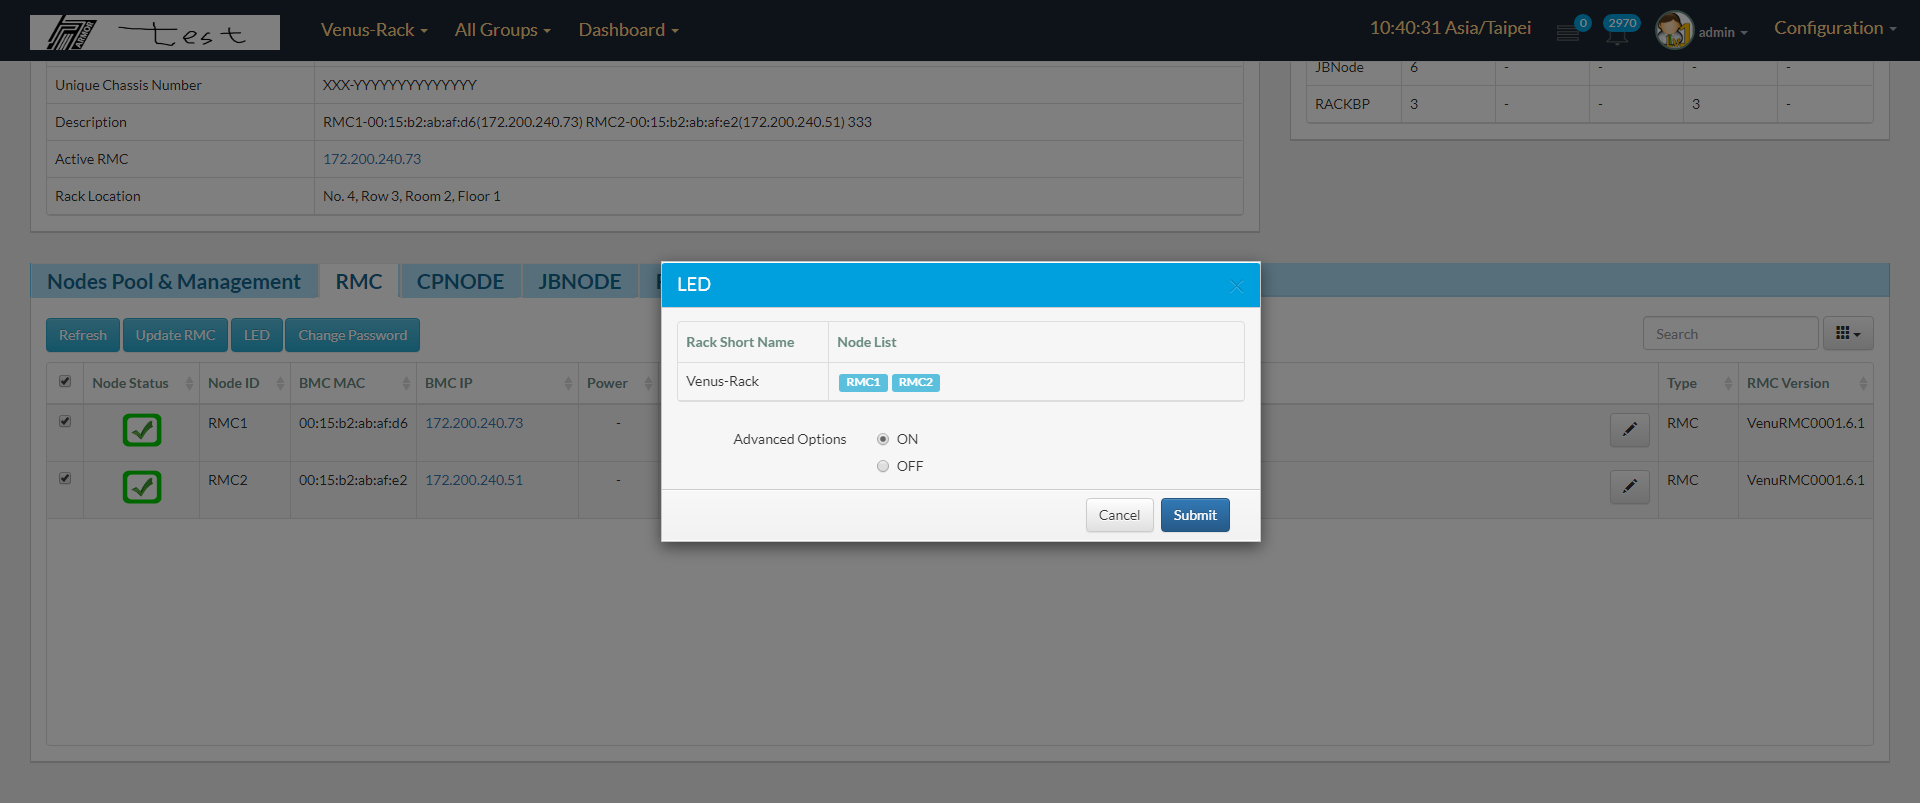 ARMOR test Venus-Rack All Groups Dashboard 10:40:31 Asia/Taipei 0 2970 admin Configuration
Unique Chassis Number XXX-YYYYYYYYYYYYYY
Description RMC1-00:15:b2:ab:af:d6(172.200.240.73) RMC2-00:15:b2:ab:af:e2(172.200.240.51) 333
Active RMC 172.200.240.73
Rack Location No. 4, Row 3, Room 2, Floor 1
JBNode 6 - - - -
RACKBP 3 - - 3 -
Nodes Pool & Management RMC CPNODE JBNODE
Refresh Update RMC LED Change Password Search
Node Status Node ID BMC MAC BMC IP Power Type RMC Version
RMC1 00:15:b2:ab:af:d6 172.200.240.73 - RMC VenuRMC0001.6.1
RMC2 00:15:b2:ab:af:e2 172.200.240.51 - RMC VenuRMC0001.6.1
LED
Rack Short Name Node List
Venus-Rack RMC1 RMC2
Advanced Options ON
OFF
Cancel Submit